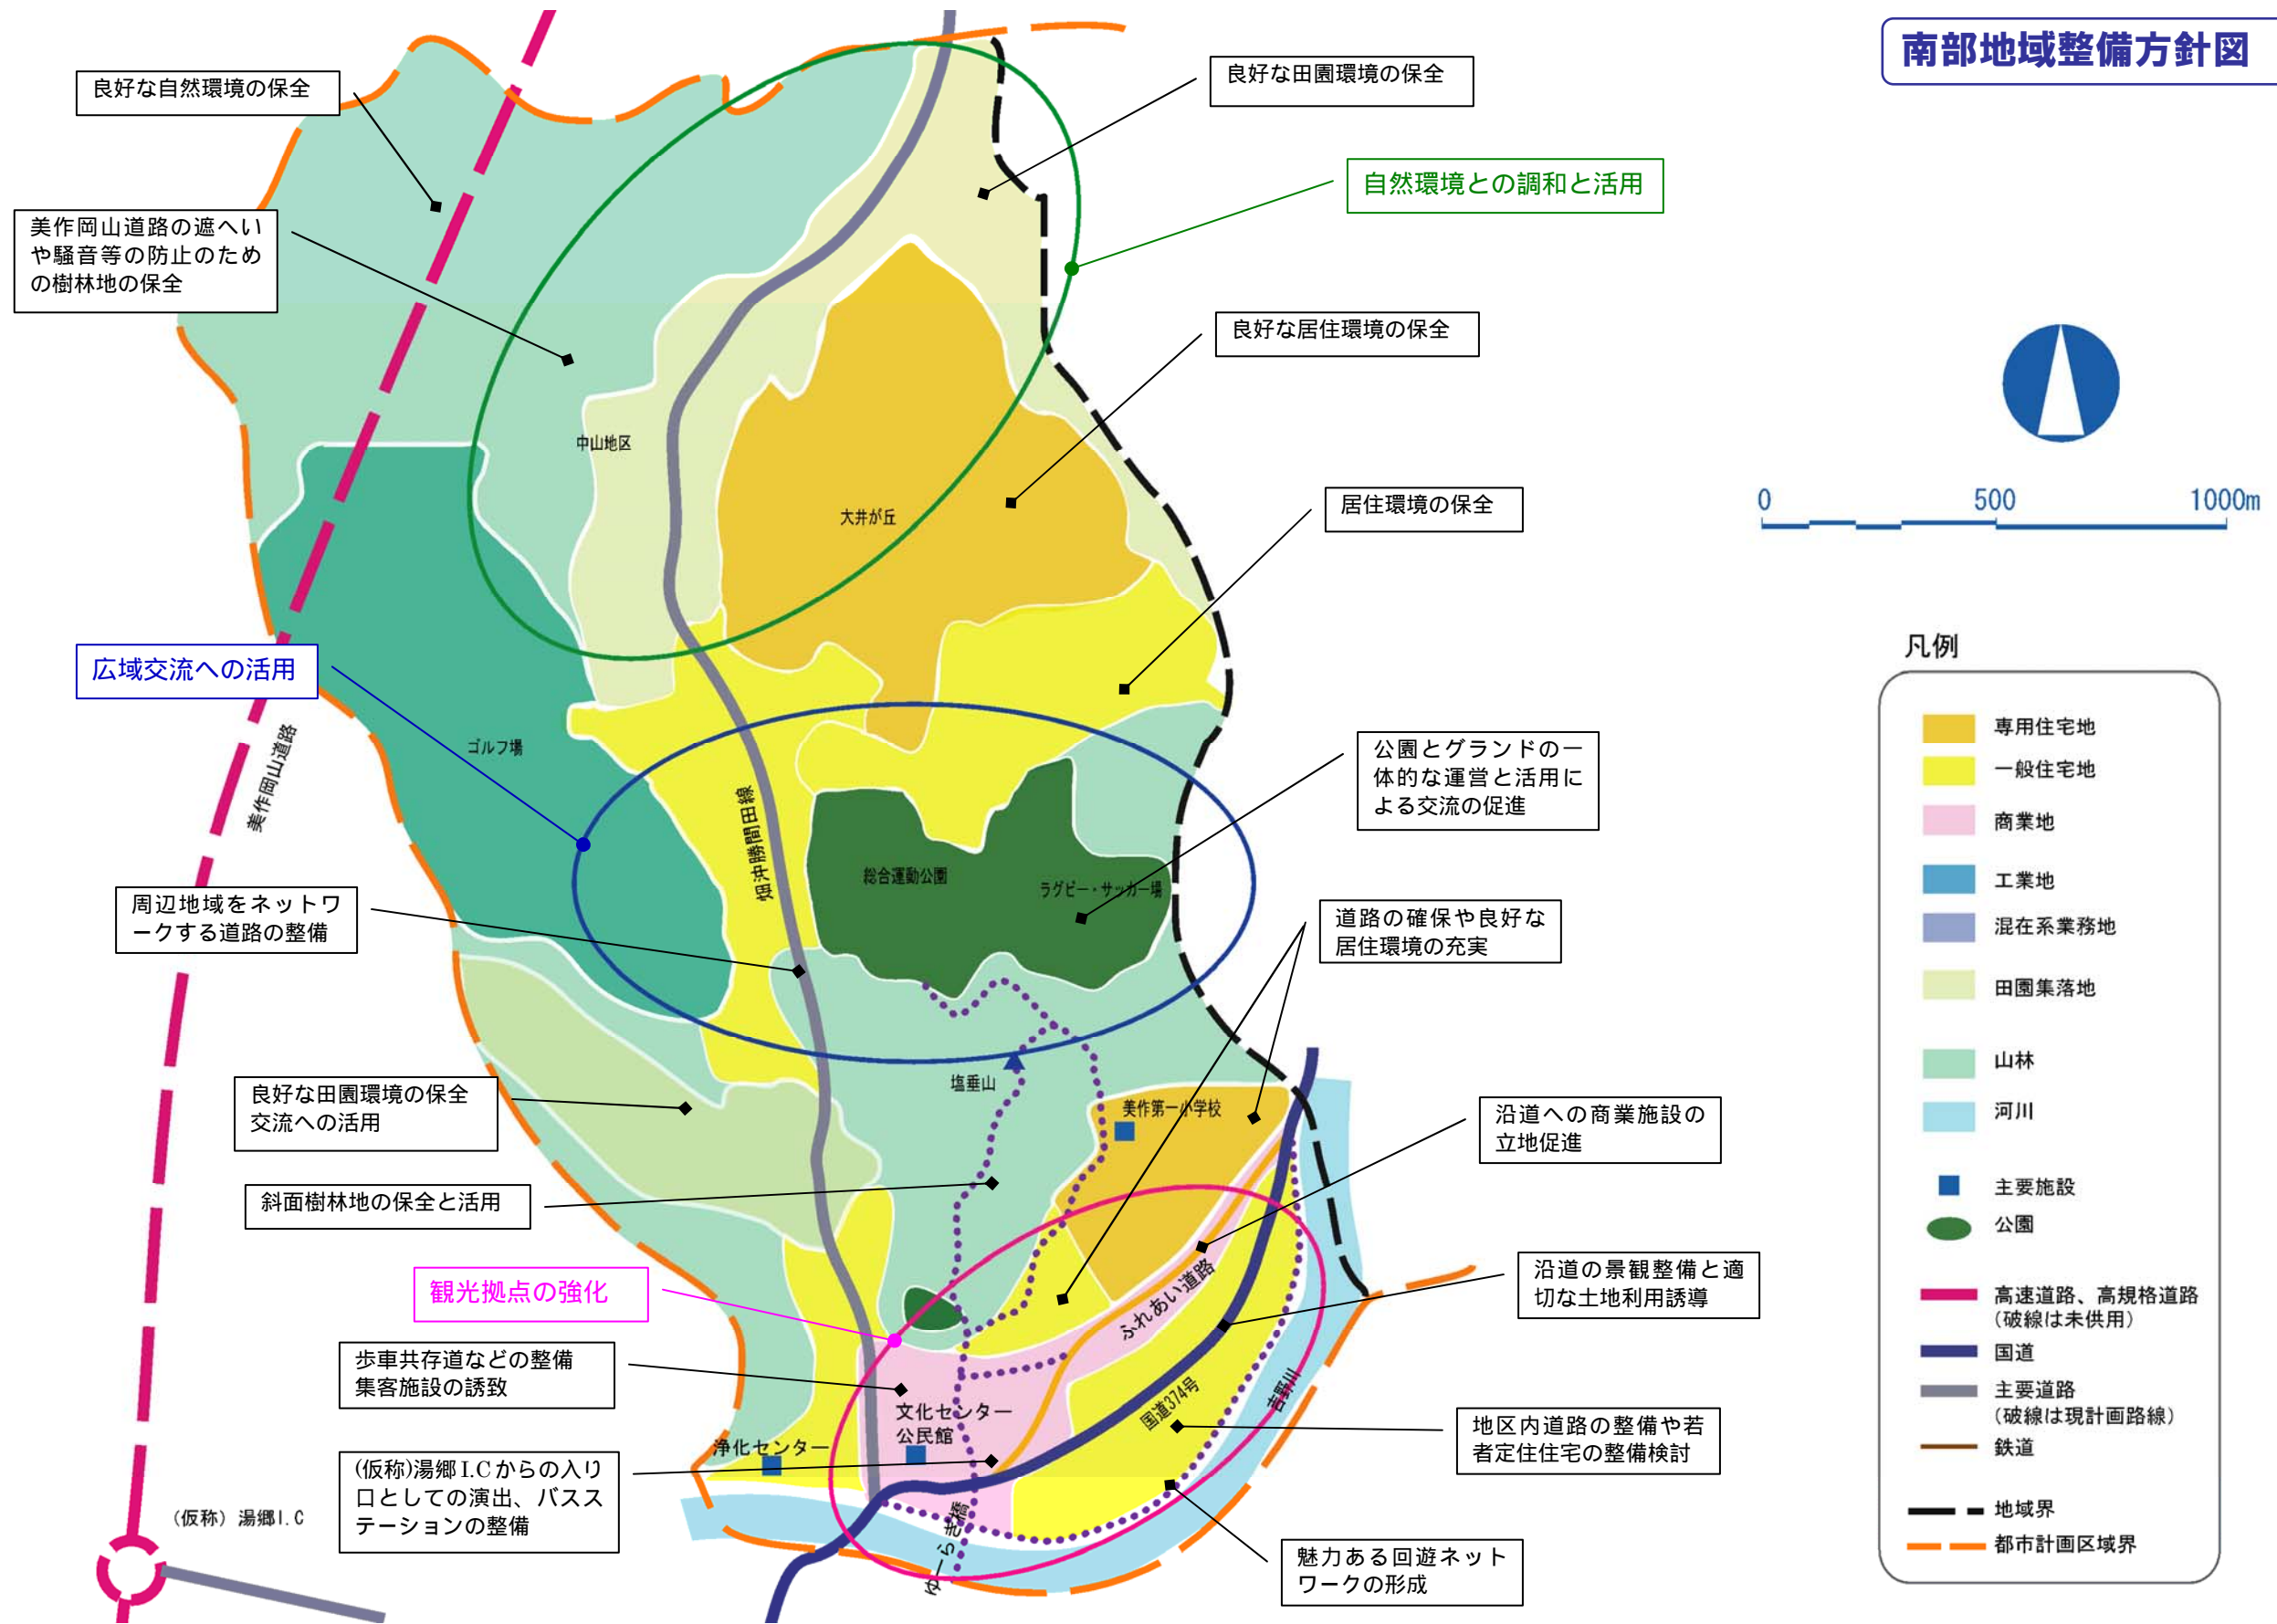 南部地域整備方針図
良好な自然環境の保全
良好な田園環境の保全
自然環境との調和と活用
美作岡山道路の遮へい
や騒音等の防止のため
の樹林地の保全
良好な居住環境の保全
中山地区
大井が丘
居住環境の保全
0 500 1000m
広域交流への活用
ゴルフ場
美作岡山道路
畑沖勝間田線
公園とグランドの一
体的な運営と活用に
よる交流の促進
総合運動公園
ラグビー・サッカー場
周辺地域をネットワ
ークする道路の整備
道路の確保や良好な
居住環境の充実
塩垂山
良好な田園環境の保全
交流への活用
美作第一小学校
沿道への商業施設の
立地促進
斜面樹林地の保全と活用
沿道の景観整備と適
切な土地利用誘導
観光拠点の強化
ふれあい道路
歩車共存道などの整備
集客施設の誘致
国道374号
吉野川
文化センター
公民館
浄化センター
地区内道路の整備や若
者定住住宅の整備検討
(仮称)湯郷I.Cからの入り
口としての演出、バスス
テーションの整備
(仮称)湯郷I.C
ゆーらぎ橋
魅力ある回遊ネット
ワークの形成
凡例
専用住宅地
一般住宅地
商業地
工業地
混在系業務地
田園集落地
山林
河川
主要施設
公園
高速道路、高規格道路
(破線は未供用)
国道
主要道路
(破線は現計画路線)
鉄道
地域界
都市計画区域界